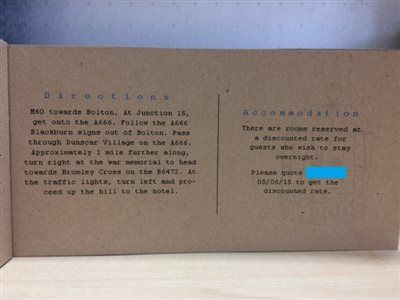 Directions
M60 towards Bolton. At Junction 15,
get onto the A666. Follow the A666
Blackburn signs out of Bolton. Pass
through Dunscar Village on the A666.
Approximately 1 mile further along,
turn right at the war memorial to head
towards Bromley Cross on the B6472. At
the traffic lights, turn left and pro-
ceed up the hill to the hotel.
Accommodation
There are rooms reserved at
a discounted rate for
guests who wish to stay
overnight.
Please quote
05/06/15 to get the
discounted rate.